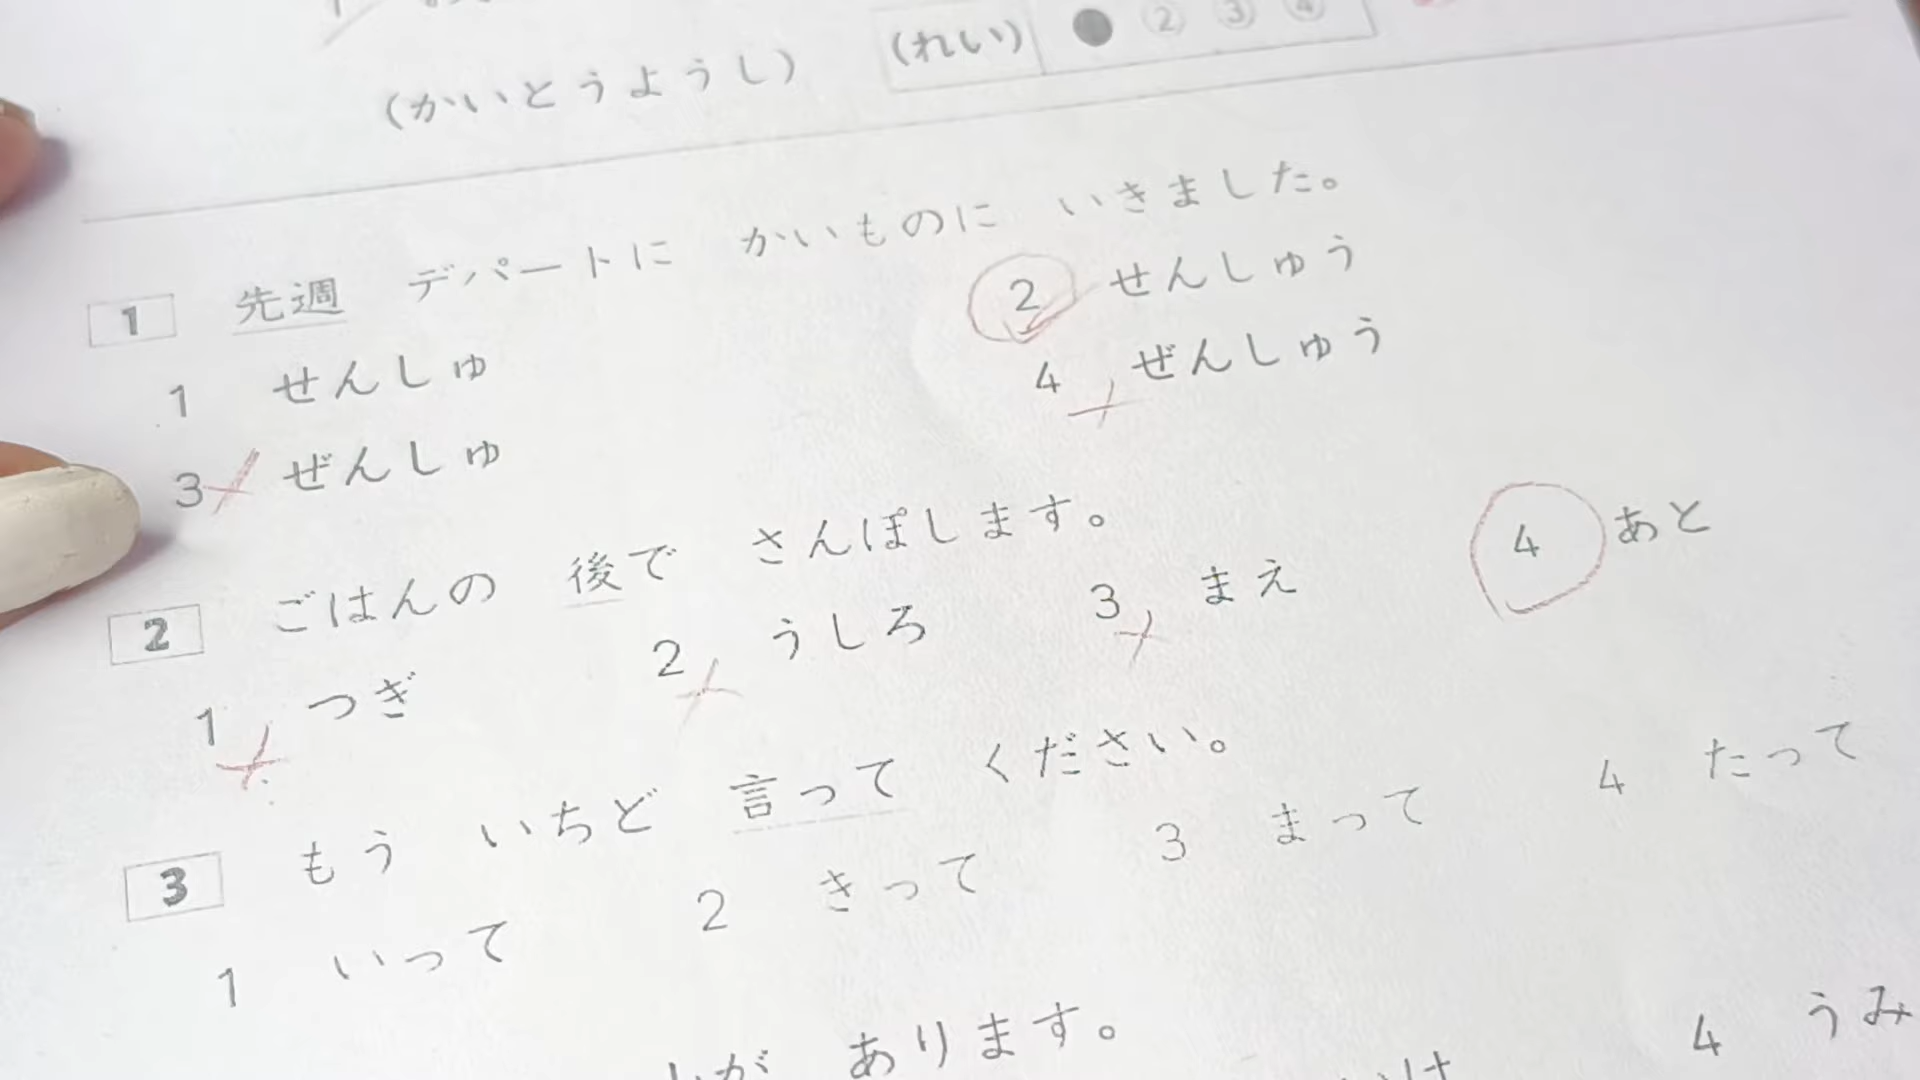 (かいとうようし) (れい) ● ② ③ ④
1 先週 デパートに かいものに いきました。
1 せんしゅ 2 せんしゅう
3 ぜんしゅ 4 ぜんしゅう
2 ごはんの 後で さんぽします。
1 つぎ 2 うしろ 3 まえ 4 あと
3 もう いちど 言って ください。
1 いって 2 きって 3 まって 4 たって
あります。
4 うみ